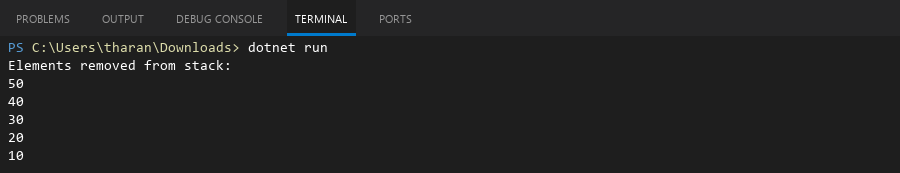 PROBLEMS OUTPUT DEBUG CONSOLE TERMINAL PORTS
PS C:\Users\tharan\Downloads> dotnet run
Elements removed from stack:
50
40
30
20
10